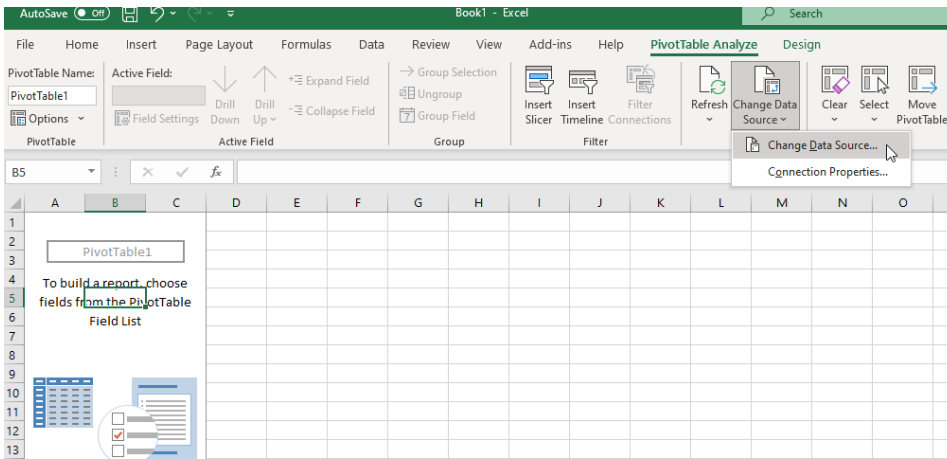 AutoSave Off Book1 - Excel Search
File Home Insert Page Layout Formulas Data Review View Add-ins Help PivotTable Analyze Design
PivotTable Name:
PivotTable1
Options
PivotTable
Active Field:
Field Settings
Drill Down
Drill Up
Expand Field
Collapse Field
Active Field
Group Selection
Ungroup
Group Field
Group
Insert Slicer
Insert Timeline
Filter Connections
Filter
Refresh
Change Data Source
Clear
Select
Move PivotTable
Change Data Source...
Connection Properties...
B5
fx
A B C D E F G H I J K L M N O
1
2
PivotTable1
3
4
To build a report, choose
5
fields from the PivotTable
6
Field List
7
8
9
10
11
12
13